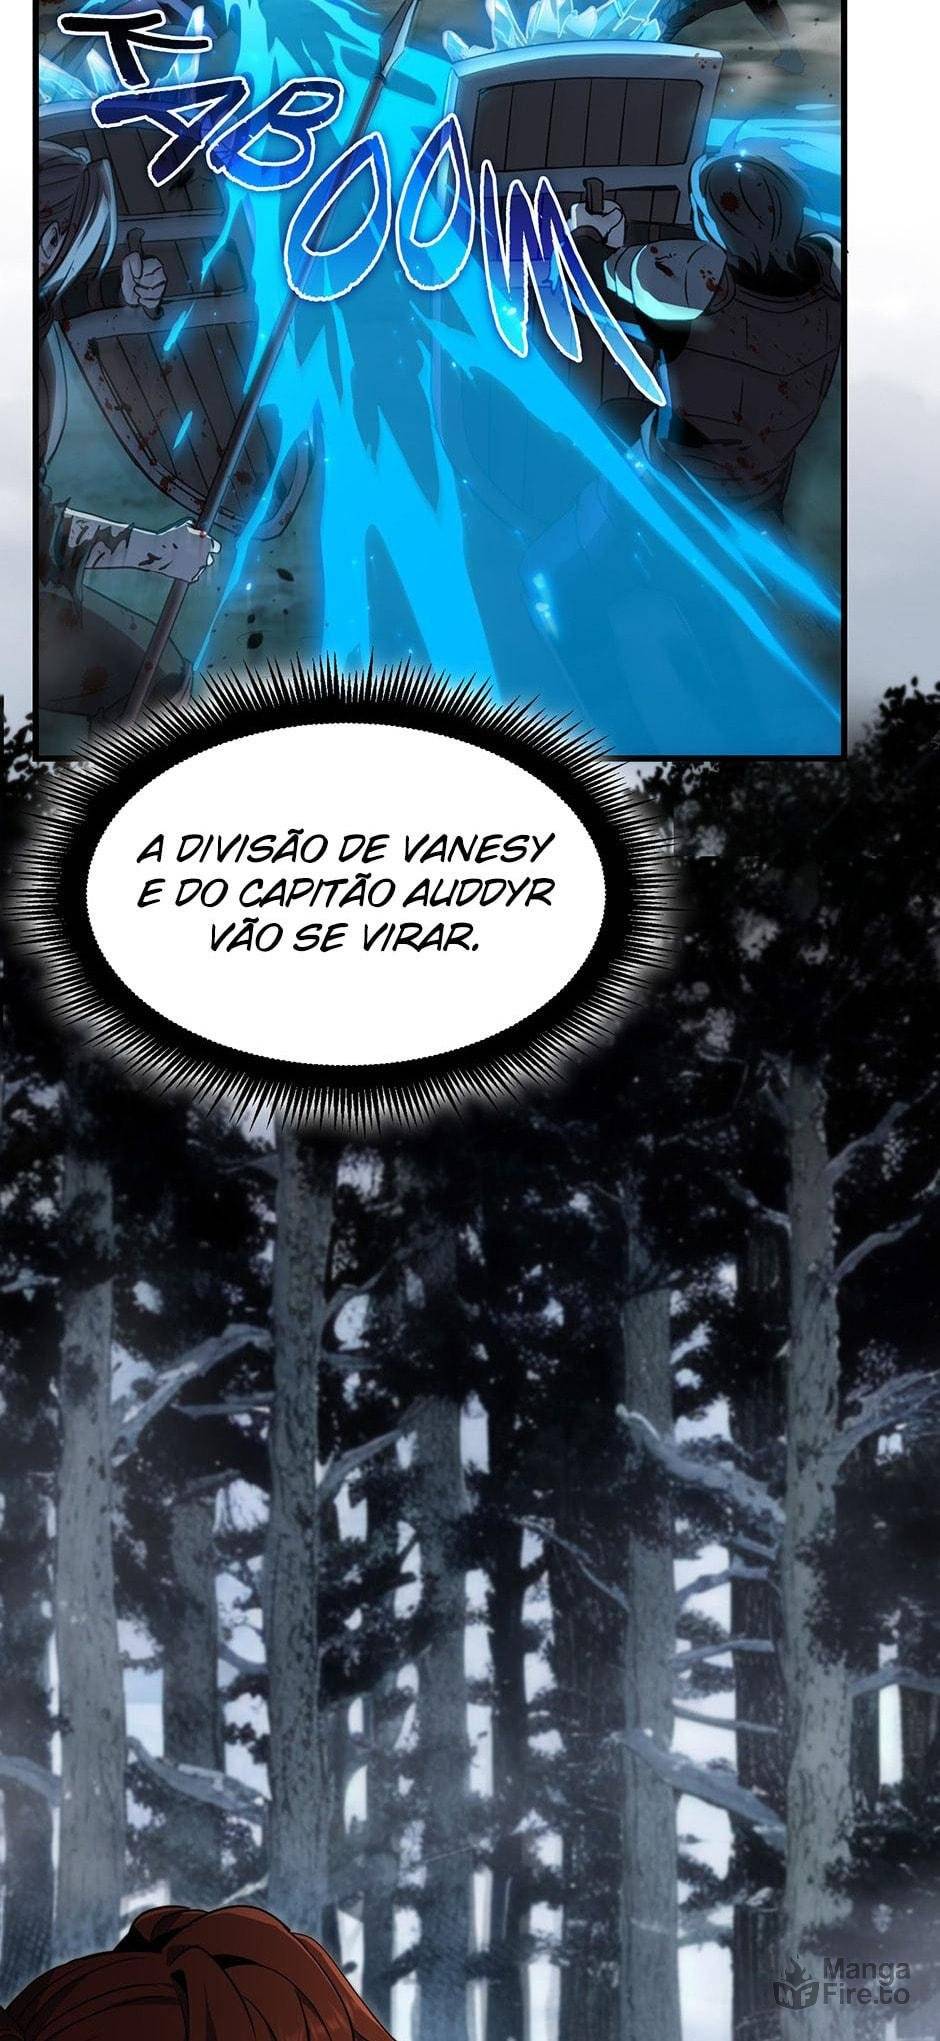 KABOOM
A DIVISÃO DE VANESY
E DO CAPITÃO AUDDYR
VÃO SE VIRAR.
Manga
Fire.to